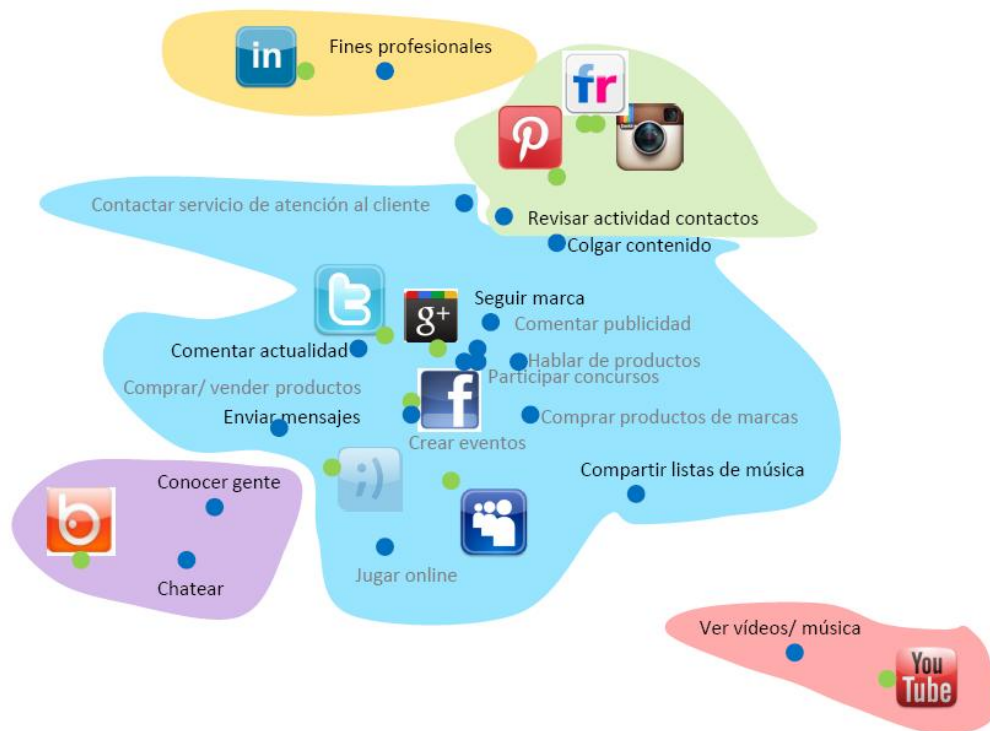 in
Fines profesionales
fr
P
Contactar servicio de atención al cliente
Revisar actividad contactos
Colgar contenido
t
g+
Seguir marca
Comentar publicidad
Comentar actualidad
Hablar de productos
Participar concursos
Comprar/ vender productos
f
Enviar mensajes
Comprar productos de marcas
Crear eventos
;)
Compartir listas de música
Conocer gente
b
Jugar online
Chatear
Ver vídeos/ música
You
Tube